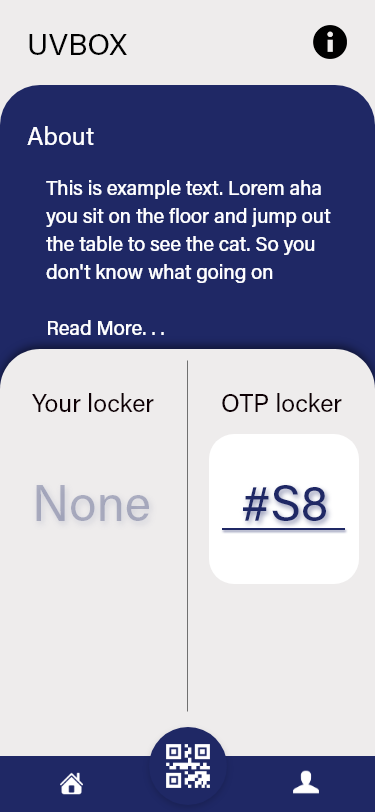 UVBOX
About
This is example text. Lorem aha
you sit on the floor and jump out
the table to see the cat. So you
don't know what going on
Read More. . .
Your locker
OTP locker
None
#S8